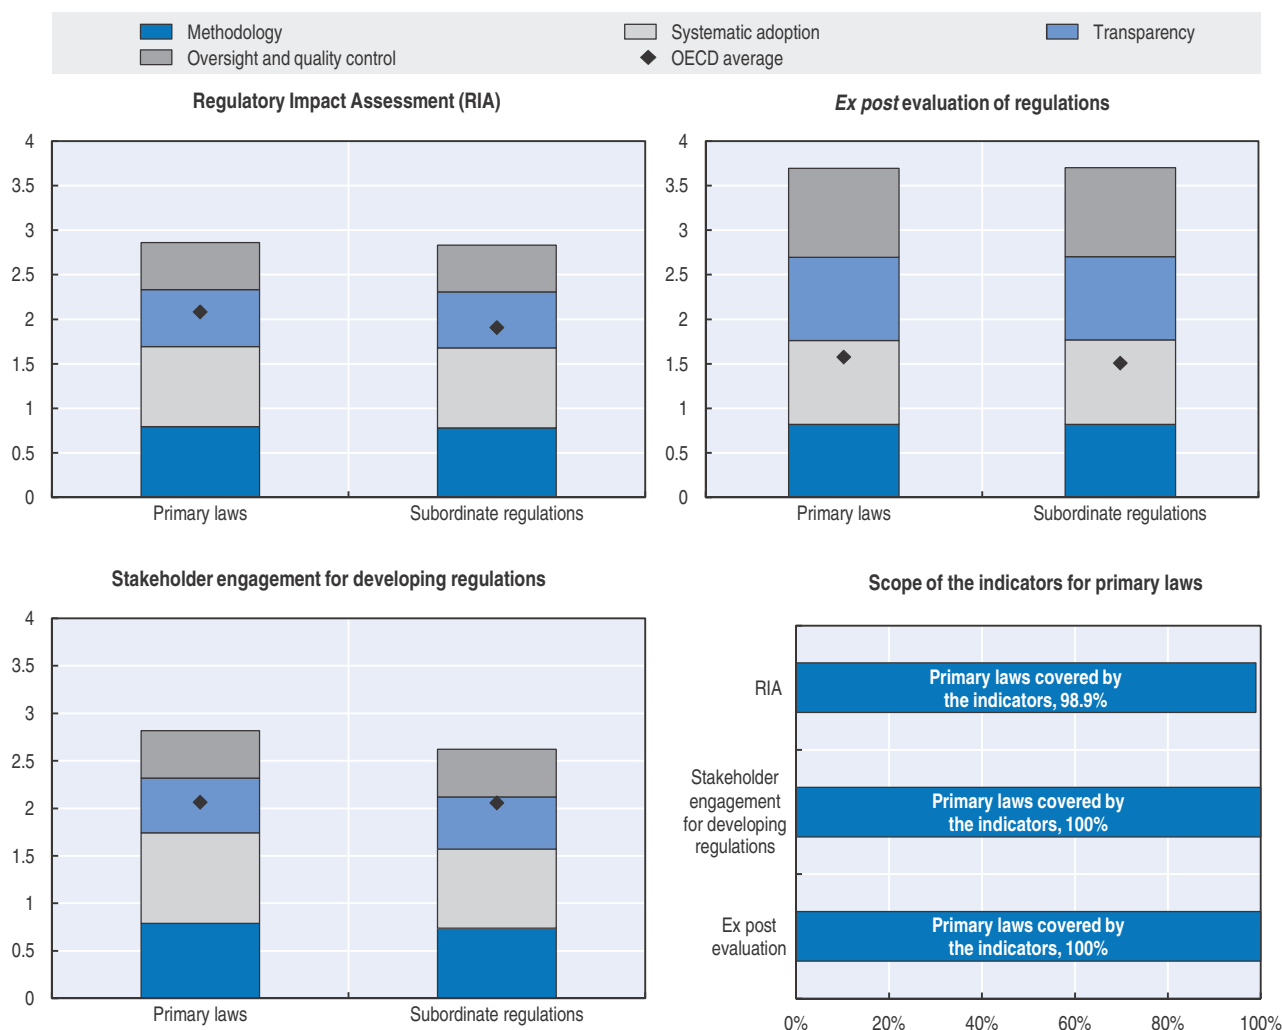 Methodology
Systematic adoption
Transparency
Oversight and quality control
OECD average
Regulatory Impact Assessment (RIA)
4
3.5
3
2.5
2
1.5
1
0.5
0
Primary laws
Subordinate regulations
Ex post evaluation of regulations
4
3.5
3
2.5
2
1.5
1
0.5
0
Primary laws
Subordinate regulations
Stakeholder engagement for developing regulations
4
3.5
3
2.5
2
1.5
1
0.5
0
Primary laws
Subordinate regulations
Scope of the indicators for primary laws
RIA
Primary laws covered by
the indicators, 98.9%
Stakeholder
engagement
for developing
regulations
Primary laws covered by
the indicators, 100%
Ex post
evaluation
Primary laws covered by
the indicators, 100%
0%
20%
40%
60%
80%
100%